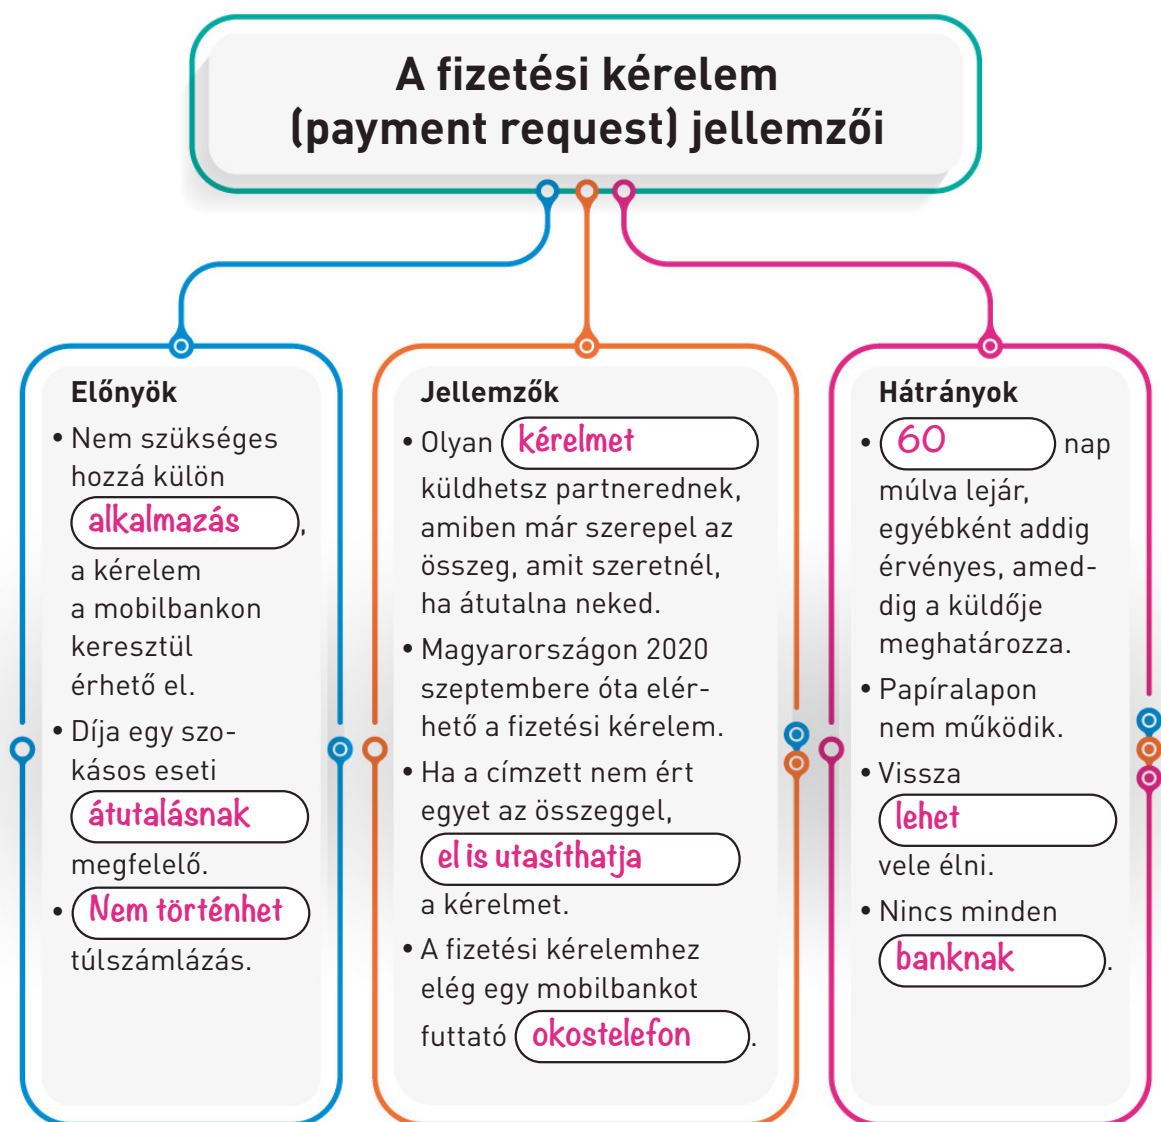 A fizetési kérelem
(payment request) jellemzői
Előnyök
• Nem szükséges
hozzá külön
alkalmazás,
a kérelem
a mobilbankon
keresztül
érhető el.
• Díja egy szo-
kásos eseti
átutalásnak
megfelelő.
• Nem történhet
túlszámlázás.
Jellemzők
• Olyan kérelmet
küldhetsz partnerednek,
amiben már szerepel az
összeg, amit szeretnél,
ha átutalna neked.
• Magyarországon 2020
szeptembere óta elér-
hető a fizetési kérelem.
• Ha a címzett nem ért
egyet az összeggel,
el is utasíthatja
a kérelmet.
• A fizetési kérelemhez
elég egy mobilbankot
futtató okostelefon.
Hátrányok
• 60 nap
múlva lejár,
egyébként addig
érvényes, amed-
dig a küldője
meghatározza.
• Papíralapon
nem működik.
• Vissza
lehet
vele élni.
• Nincs minden
banknak.